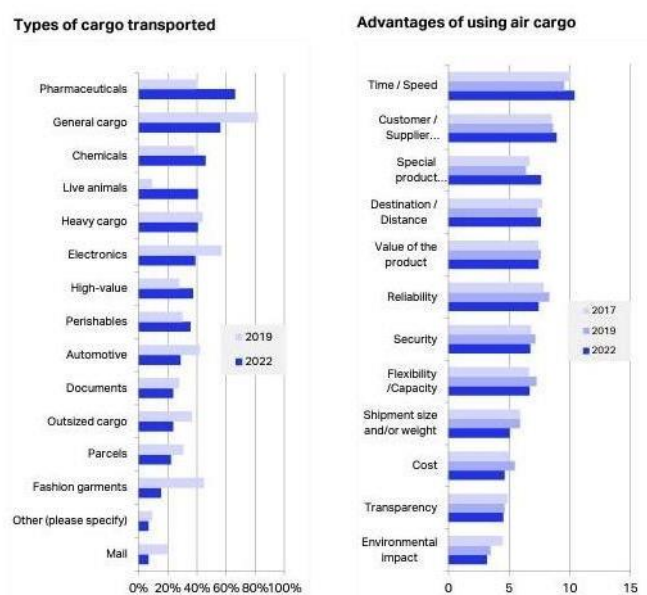 Types of cargo transported
Pharmaceuticals
General cargo
Chemicals
Live animals
Heavy cargo
Electronics
High-value
Perishables
Automotive
Documents
Outsized cargo
Parcels
Fashion garments
Other (please specify)
Mail
2019
2022
0% 20% 40% 60% 80% 100%
Advantages of using air cargo
Time / Speed
Customer /
Supplier...
Special
product...
Destination /
Distance
Value of the
product
Reliability
Security
Flexibility
/Capacity
Shipment size
and/or weight
Cost
Transparency
Environmental
impact
2017
2019
2022
0 5 10 15